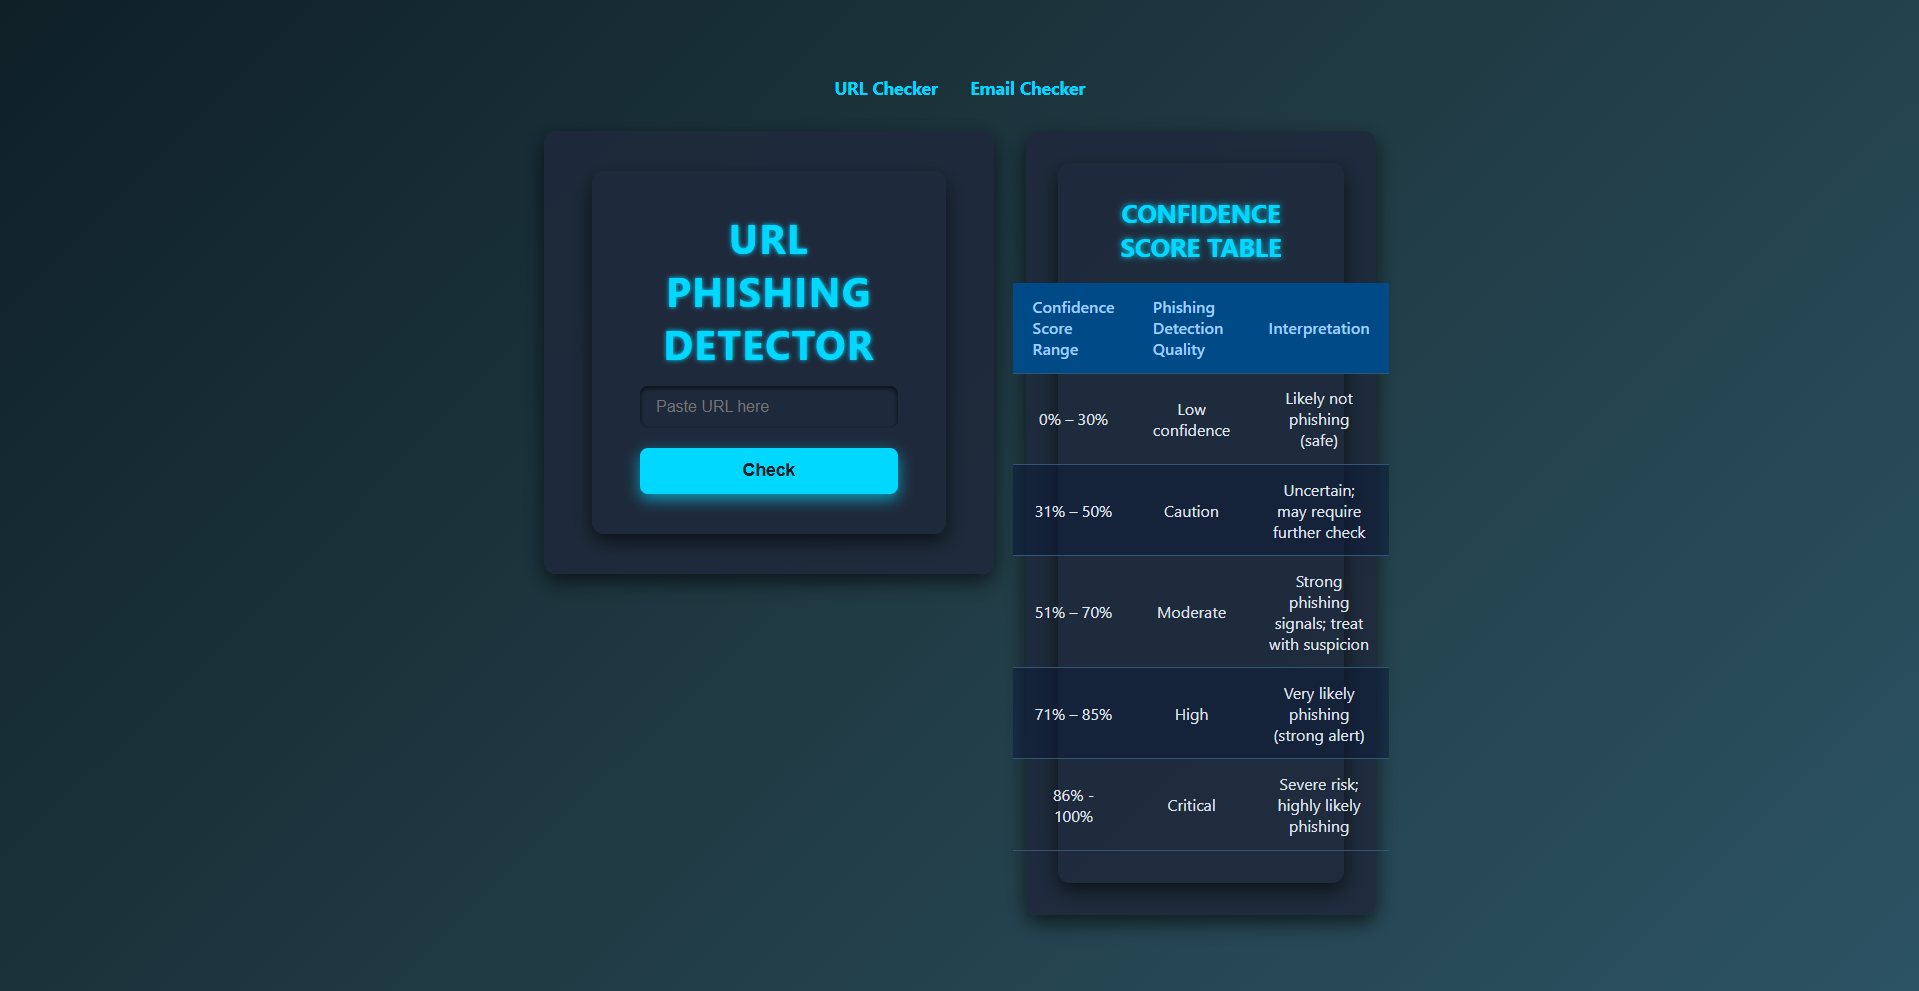 URL Checker Email Checker
URL
PHISHING
DETECTOR
Paste URL here
Check
CONFIDENCE
SCORE TABLE
Confidence
Score
Range
Phishing
Detection
Quality
Interpretation
0% – 30%
Low
confidence
Likely not
phishing
(safe)
31% – 50%
Caution
Uncertain;
may require
further check
51% – 70%
Moderate
Strong
phishing
signals; treat
with suspicion
71% – 85%
High
Very likely
phishing
(strong alert)
86% -
100%
Critical
Severe risk;
highly likely
phishing